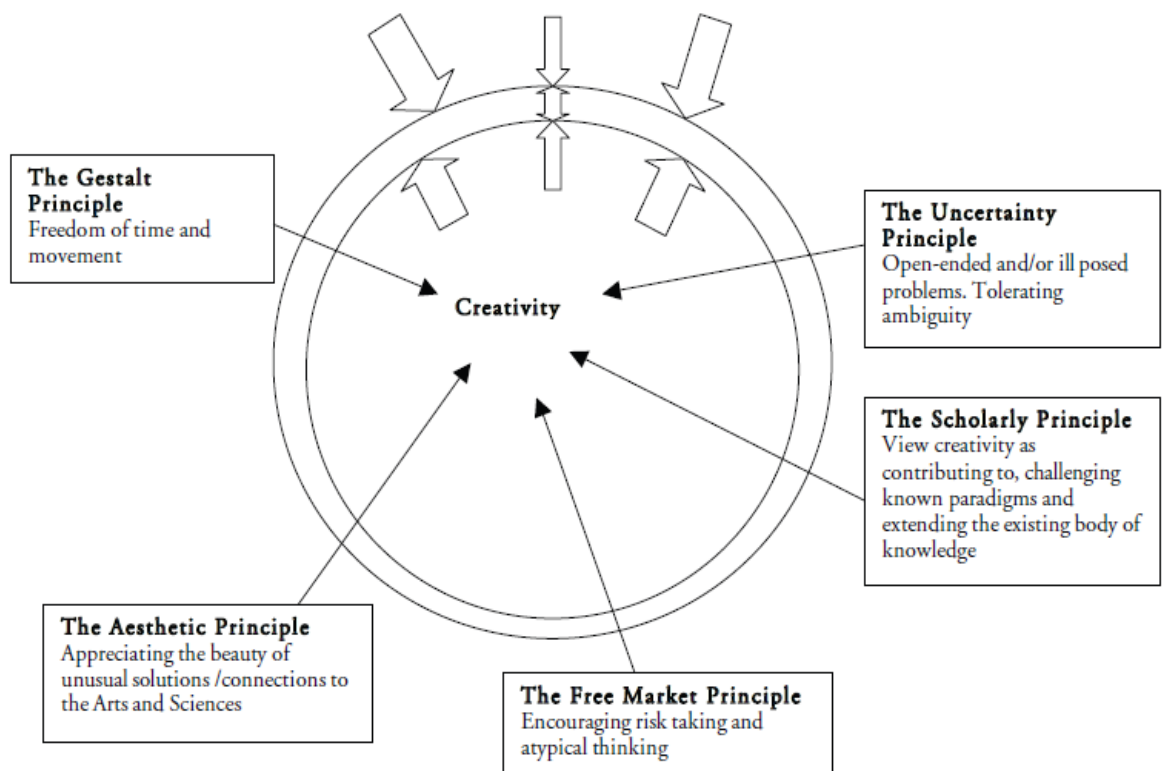 The Gestalt
Principle
Freedom of time and
movement
The Uncertainty
Principle
Open-ended and/or ill posed
problems. Tolerating
ambiguity
Creativity
The Scholarly Principle
View creativity as
contributing to, challenging
known paradigms and
extending the existing body of
knowledge
The Aesthetic Principle
Appreciating the beauty of
unusual solutions /connections to
the Arts and Sciences
The Free Market Principle
Encouraging risk taking and
atypical thinking